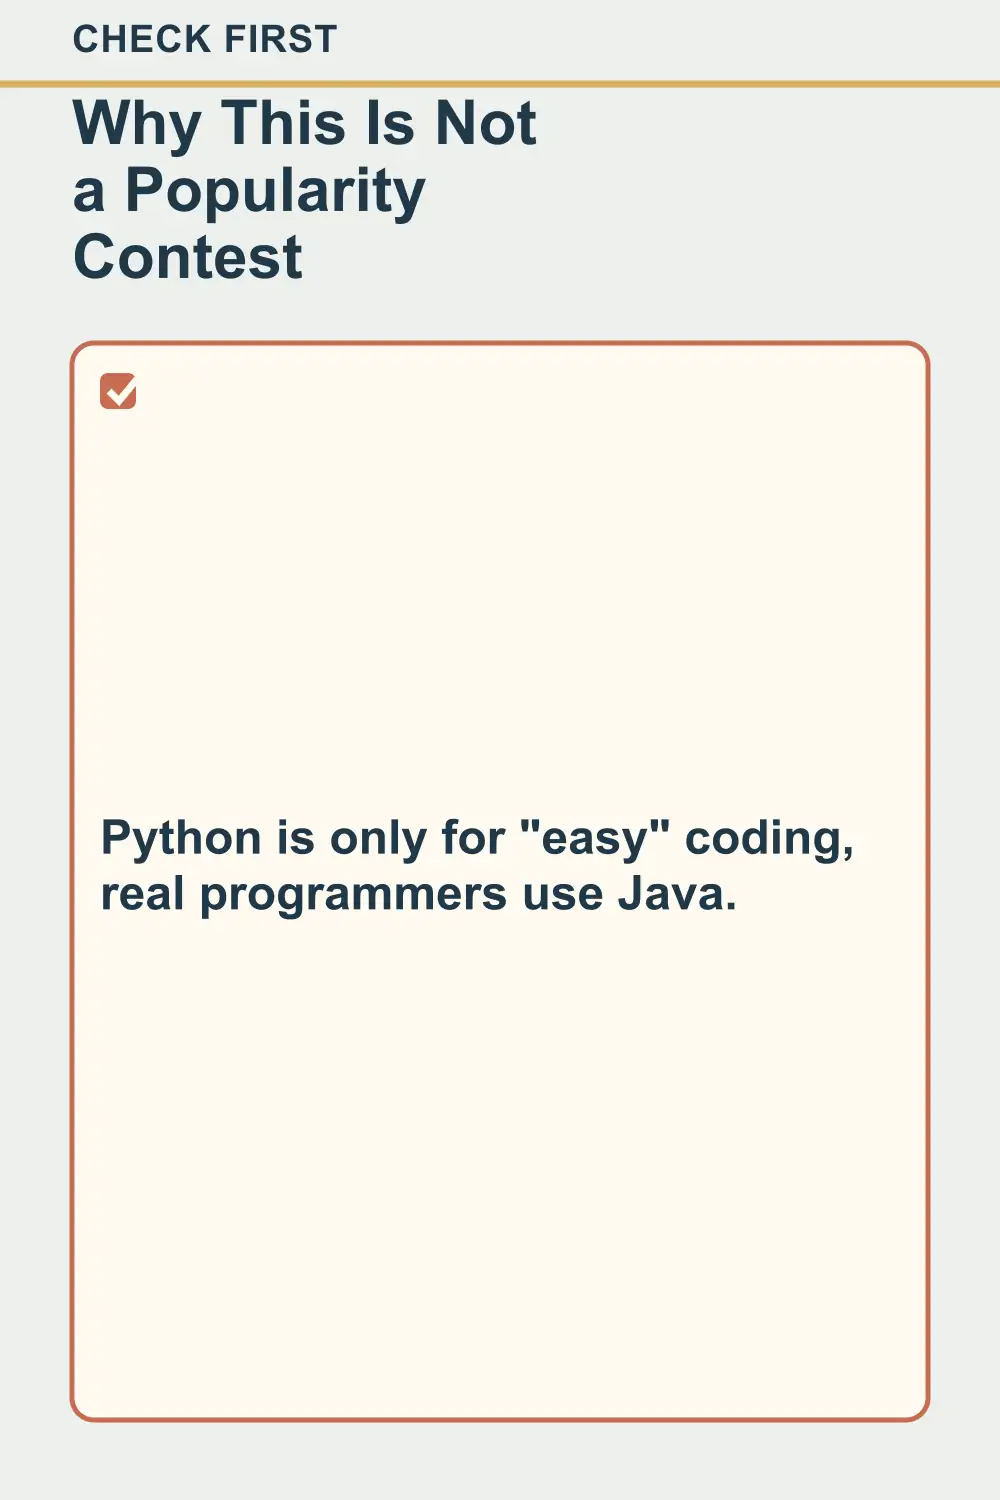 CHECK FIRST
Why This Is Not
a Popularity
Contest
Python is only for "easy" coding,
real programmers use Java.